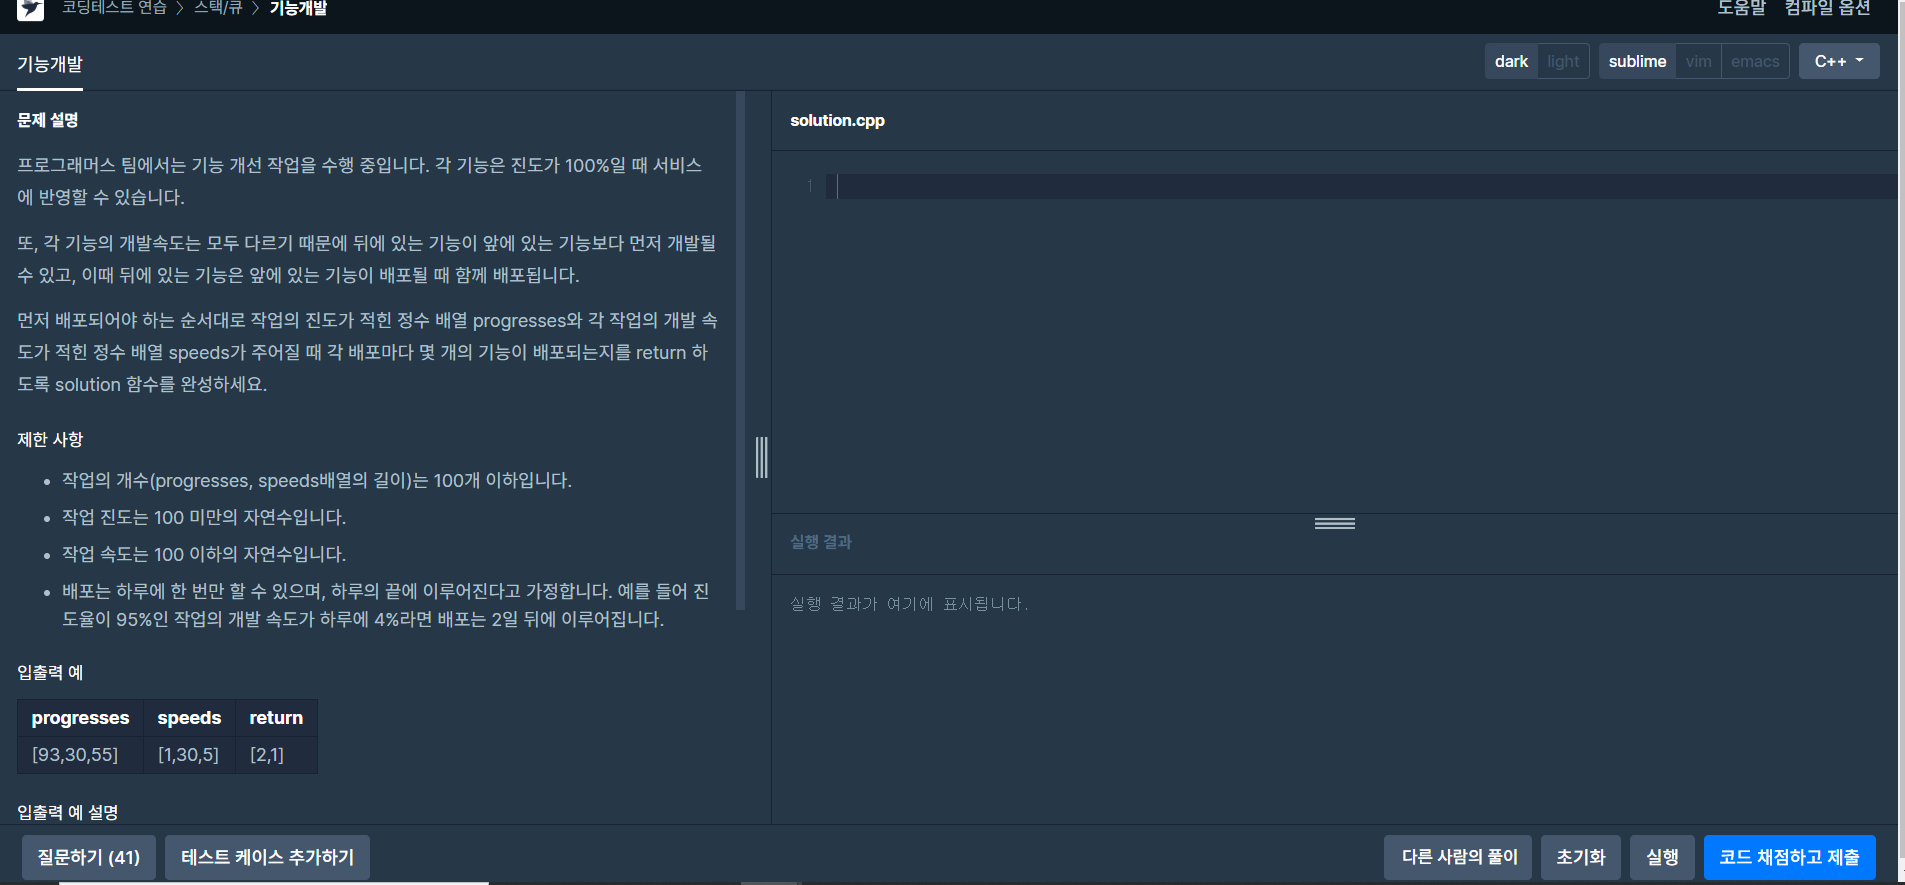 코딩테스트 연습 > 스택/큐 > 기능개발
도움말 컴파일 옵션
기능개발
dark light sublime vim emacs C++
문제 설명
프로그래머스 팀에서는 기능 개선 작업을 수행 중입니다. 각 기능은 진도가 100%일 때 서비스
에 반영할 수 있습니다.
또, 각 기능의 개발속도는 모두 다르기 때문에 뒤에 있는 기능이 앞에 있는 기능보다 먼저 개발될
수 있고, 이때 뒤에 있는 기능은 앞에 있는 기능이 배포될 때 함께 배포됩니다.
먼저 배포되어야 하는 순서대로 작업의 진도가 적힌 정수 배열 progresses와 각 작업의 개발 속
도가 적힌 정수 배열 speeds가 주어질 때 각 배포마다 몇 개의 기능이 배포되는지를 return 하
도록 solution 함수를 완성하세요.
제한 사항
• 작업의 개수(progresses, speeds배열의 길이)는 100개 이하입니다.
• 작업 진도는 100 미만의 자연수입니다.
• 작업 속도는 100 이하의 자연수입니다.
• 배포는 하루에 한 번만 할 수 있으며, 하루의 끝에 이루어진다고 가정합니다. 예를 들어 진
도율이 95%인 작업의 개발 속도가 하루에 4%라면 배포는 2일 뒤에 이루어집니다.
입출력 예
progresses speeds return
[93,30,55] [1,30,5] [2,1]
입출력 예 설명
solution.cpp
1
실행 결과
실행 결과가 여기에 표시됩니다.
질문하기 (41) 테스트 케이스 추가하기
다른 사람의 풀이 초기화 실행 코드 채점하고 제출